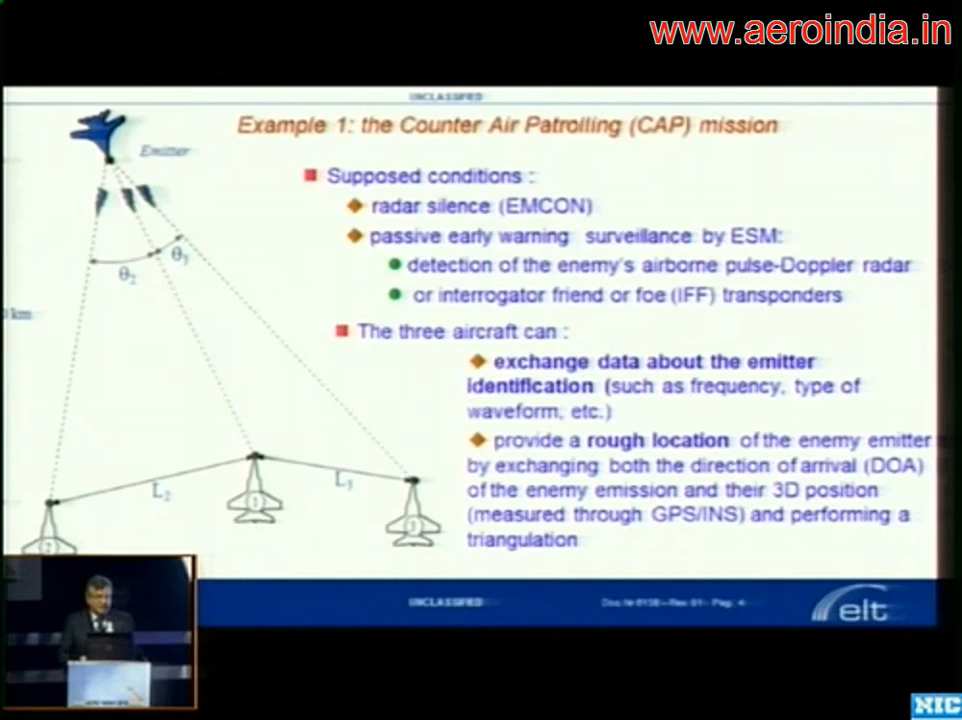 www.aeroindia.in
UNCLASSIFIED
Example 1: the Counter Air Patrolling (CAP) mission
Emitter
Supposed conditions :
radar silence (EMCON)
passive early warning surveillance by ESM:
θ2
detection of the enemy's airborne pulse-Doppler radar
or interrogator friend or foe (IFF) transponders
km
The three aircraft can :
exchange data about the emitter
identification (such as frequency, type of
waveform, etc.)
provide a rough location of the enemy emitter
by exchanging both the direction of arrival (DOA)
of the enemy emission and their 3D position
(measured through GPS/INS) and performing a
triangulation
L2
1
2
UNCLASSIFIED
elt
NIC